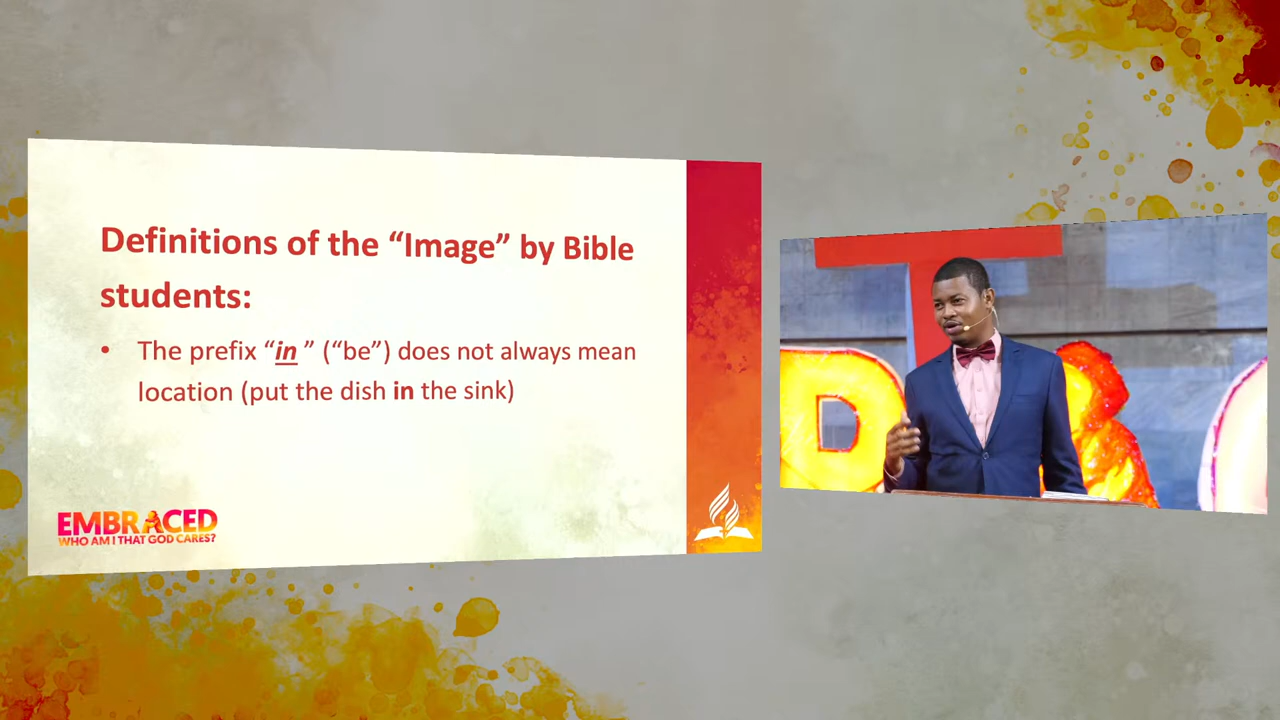 Definitions of the “Image” by Bible
students:
• The prefix “in ” (“be”) does not always mean
location (put the dish in the sink)
EMBRACED
WHO AM I THAT GOD CARES?